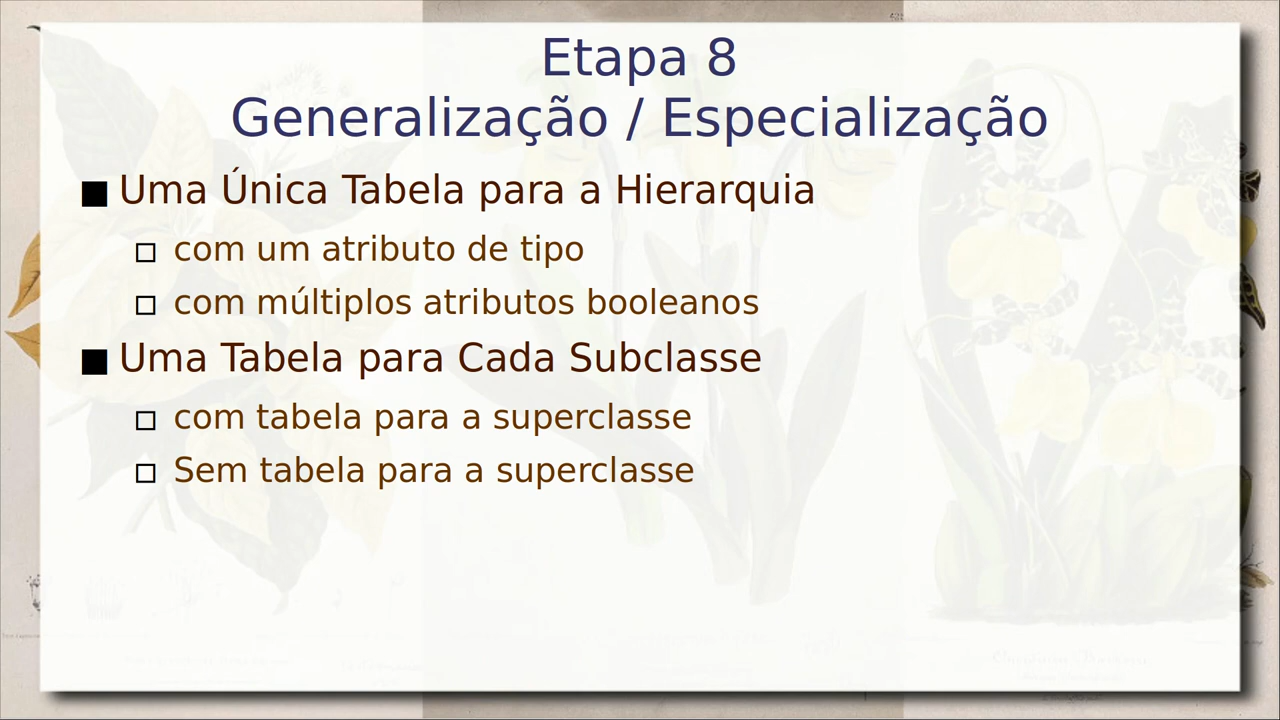 Etapa 8
Generalização / Especialização
■ Uma Única Tabela para a Hierarquia
□ com um atributo de tipo
□ com múltiplos atributos booleanos
■ Uma Tabela para Cada Subclasse
□ com tabela para a superclasse
□ Sem tabela para a superclasse